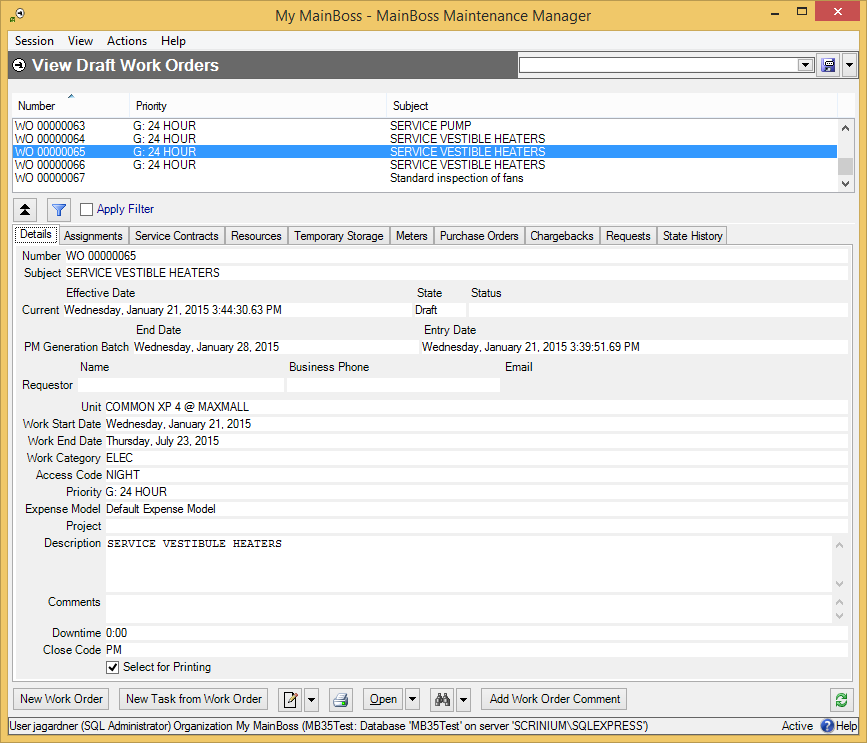 My MainBoss - MainBoss Maintenance Manager
Session View Actions Help
View Draft Work Orders
Number Priority Subject
WO 00000063 G: 24 HOUR SERVICE PUMP
WO 00000064 G: 24 HOUR SERVICE VESTIBLE HEATERS
WO 00000065 G: 24 HOUR SERVICE VESTIBLE HEATERS
WO 00000066 G: 24 HOUR SERVICE VESTIBLE HEATERS
WO 00000067 Standard inspection of fans
Apply Filter
Details Assignments Service Contracts Resources Temporary Storage Meters Purchase Orders Chargebacks Requests State History
Number WO 00000065
Subject SERVICE VESTIBLE HEATERS
Effective Date State Status
Current Wednesday, January 21, 2015 3:44:30.63 PM Draft
End Date Entry Date
PM Generation Batch Wednesday, January 28, 2015 Wednesday, January 21, 2015 3:39:51.69 PM
Name Business Phone Email
Requestor
Unit COMMON XP 4 @ MAXMALL
Work Start Date Wednesday, January 21, 2015
Work End Date Thursday, July 23, 2015
Work Category ELEC
Access Code NIGHT
Priority G: 24 HOUR
Expense Model Default Expense Model
Project
Description SERVICE VESTIBULE HEATERS
Comments
Downtime 0:00
Close Code PM
Select for Printing
New Work Order New Task from Work Order Open Add Work Order Comment
User jagardner (SQL Administrator) Organization My MainBoss (MB35Test: Database 'MB35Test' on server 'SCRINIUM\SQLEXPRESS') Active Help